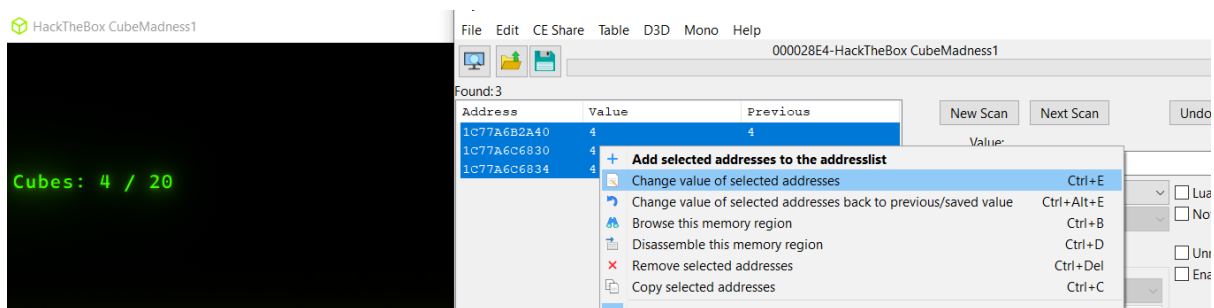 HackTheBox CubeMadness1
Cubes: 4 / 20
File Edit CE Share Table D3D Mono Help
000028E4-HackTheBox CubeMadness1
Found:3
Address Value Previous
1C77A6B2A40 4 4
1C77A6C6830 4
1C77A6C6834 4
New Scan Next Scan Undo
Value:
Add selected addresses to the addresslist
Change value of selected addresses Ctrl+E
Change value of selected addresses back to previous/saved value Ctrl+Alt+E
Browse this memory region Ctrl+B
Disassemble this memory region Ctrl+D
Remove selected addresses Ctrl+Del
Copy selected addresses Ctrl+C
Lua